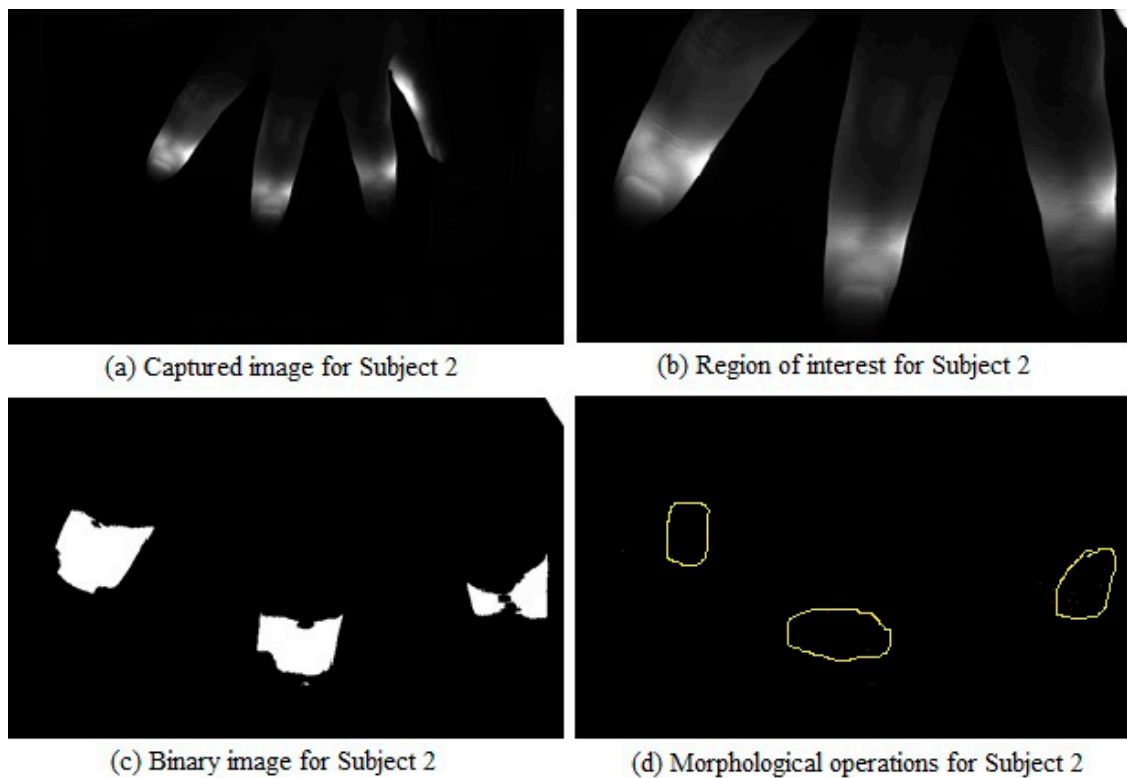 (a) Captured image for Subject 2
(b) Region of interest for Subject 2
(c) Binary image for Subject 2
(d) Morphological operations for Subject 2